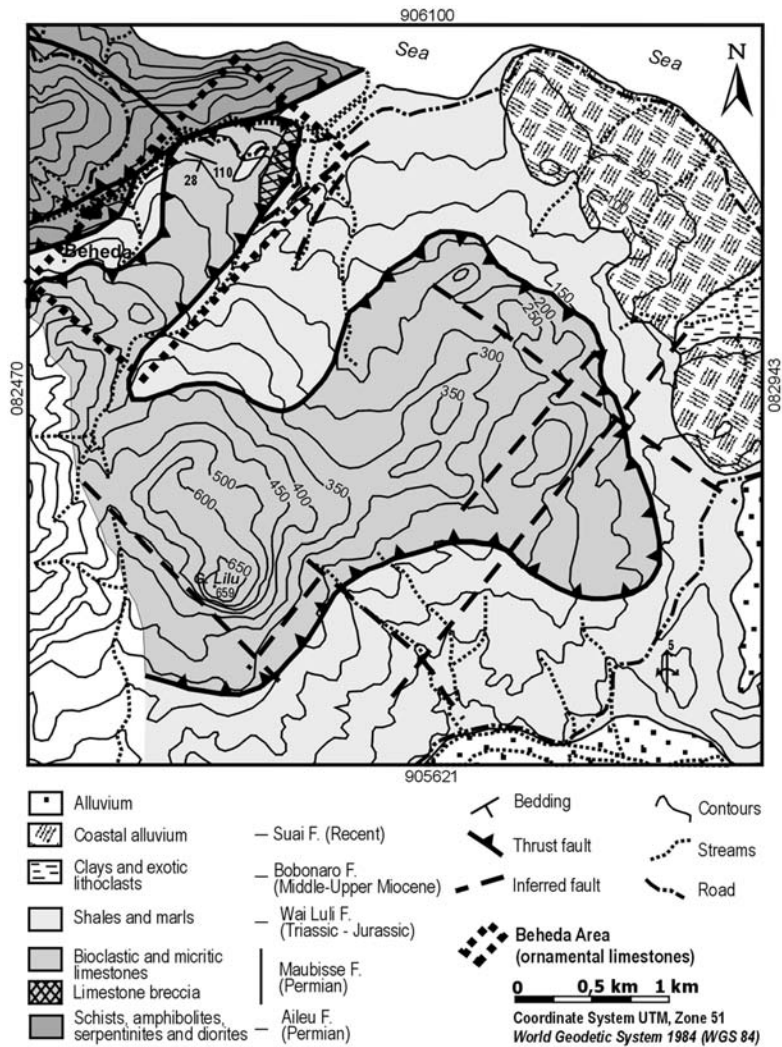 906100
Sea
Sea
N
28
110
100
Beheda
150
200
250
300
350
082470
082943
500
450
400
350
600
650
G. Lilu
659
5
905621
Alluvium
Coastal alluvium
Clays and exotic
lithoclasts
Shales and marls
Bioclastic and micritic
limestones
Limestone breccia
Schists, amphibolites,
serpentinites and diorites
Suai F. (Recent)
Bobonaro F.
(Middle-Upper Miocene)
Wai Luli F.
(Triassic - Jurassic)
Maubisse F.
(Permian)
Aileu F.
(Permian)
Bedding
Thrust fault
Inferred fault
Contours
Streams
Road
Beheda Area
(ornamental limestones)
0 0,5 km 1 km
Coordinate System UTM, Zone 51
World Geodetic System 1984 (WGS 84)